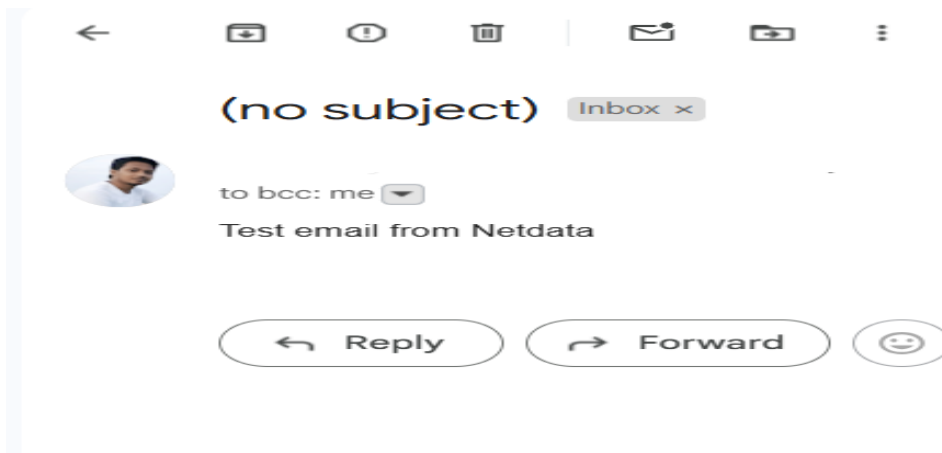 (no subject) Inbox ×
to bcc: me
Test email from Netdata
Reply Forward